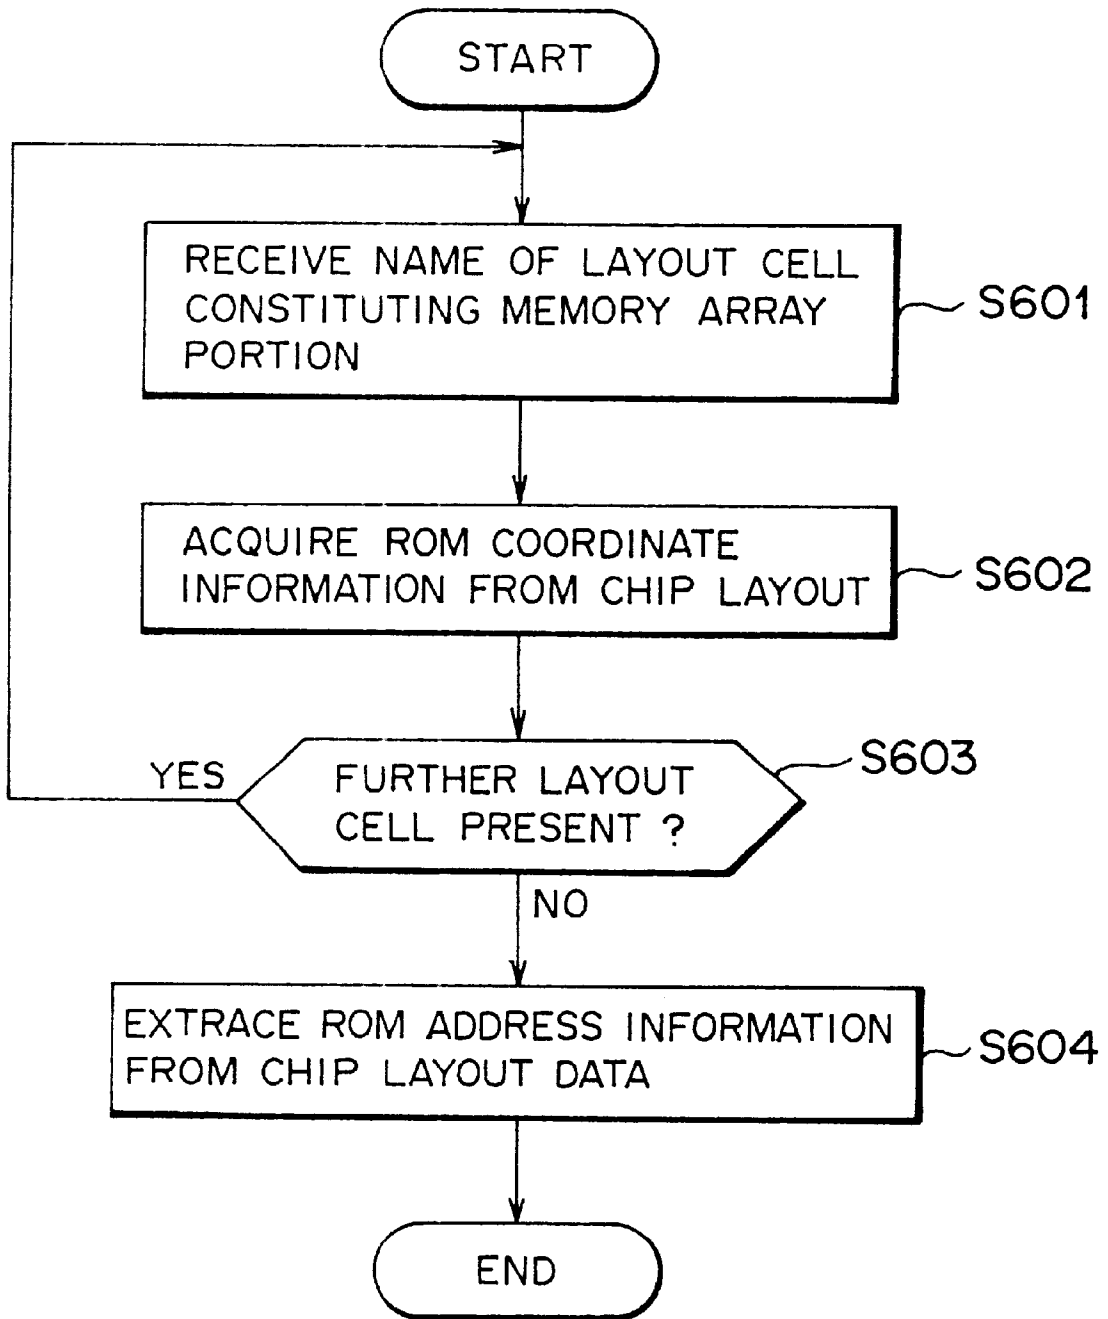 START
RECEIVE NAME OF LAYOUT CELL
CONSTITUTING MEMORY ARRAY
PORTION
S601
ACQUIRE ROM COORDINATE
INFORMATION FROM CHIP LAYOUT
S602
YES
FURTHER LAYOUT
CELL PRESENT ?
S603
NO
EXTRACE ROM ADDRESS INFORMATION
FROM CHIP LAYOUT DATA
S604
END